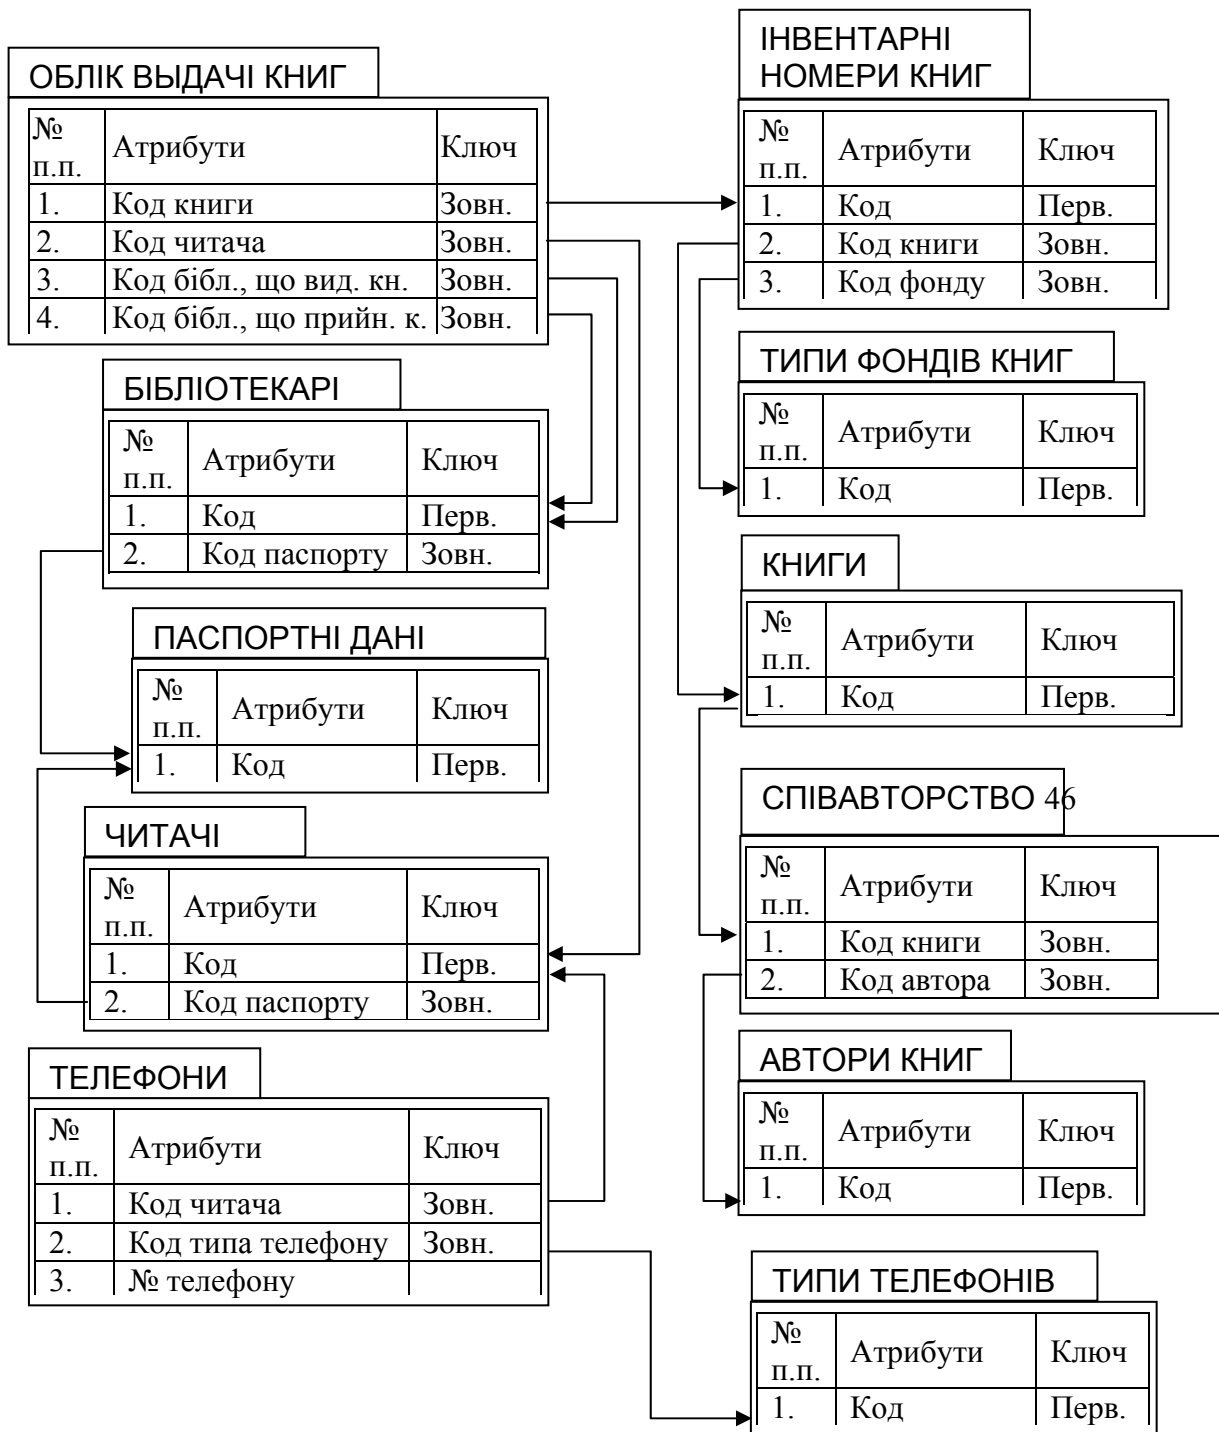 ОБЛІК ВЫДАЧІ КНИГ
№ п.п. Атрибути Ключ
1. Код книги Зовн.
2. Код читача Зовн.
3. Код бібл., що вид. кн. Зовн.
4. Код бібл., що прийн. к. Зовн.
БІБЛІОТЕКАРІ
№ п.п. Атрибути Ключ
1. Код Перв.
2. Код паспорту Зовн.
ПАСПОРТНІ ДАНІ
№ п.п. Атрибути Ключ
1. Код Перв.
ЧИТАЧІ
№ п.п. Атрибути Ключ
1. Код Перв.
2. Код паспорту Зовн.
ТЕЛЕФОНИ
№ п.п. Атрибути Ключ
1. Код читача Зовн.
2. Код типа телефону Зовн.
3. № телефону
ІНВЕНТАРНІ
НОМЕРИ КНИГ
№ п.п. Атрибути Ключ
1. Код Перв.
2. Код книги Зовн.
3. Код фонду Зовн.
ТИПИ ФОНДІВ КНИГ
№ п.п. Атрибути Ключ
1. Код Перв.
КНИГИ
№ п.п. Атрибути Ключ
1. Код Перв.
СПІВАВТОРСТВО 46
№ п.п. Атрибути Ключ
1. Код книги Зовн.
2. Код автора Зовн.
АВТОРИ КНИГ
№ п.п. Атрибути Ключ
1. Код Перв.
ТИПИ ТЕЛЕФОНІВ
№ п.п. Атрибути Ключ
1. Код Перв.